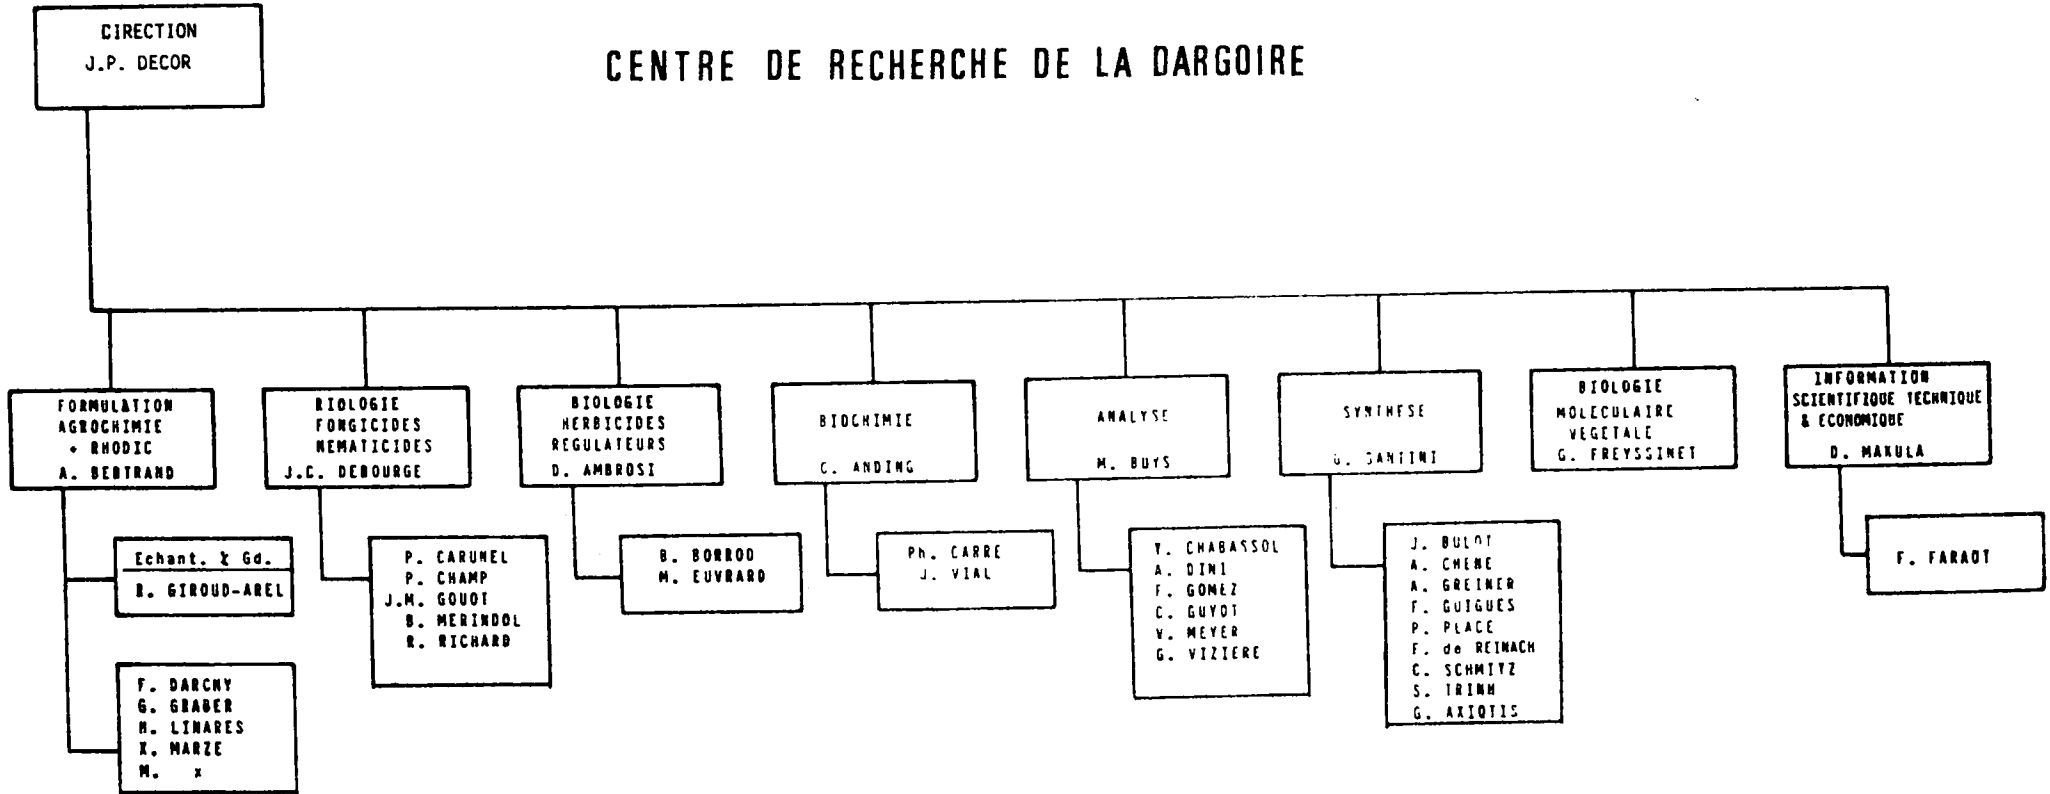 CIRECTION
J.P. DECOR
CENTRE DE RECHERCHE DE LA DARGOIRE
FORMULATION
AGROCHIMIE
+ RHODIC
A. BERTRAND
BIOLOGIE
FONGICIDES
NEMATICIDES
J.C. DEBOURGE
BIOLOGIE
HERBICIDES
REGULATEURS
D. AMBROSI
BIOCHIMIE
C. ANDING
ANALYSE
M. BUYS
SYNTHESE
G. SANTINI
BIOLOGIE
MOLECULAIRE
VEGETALE
G. FREYSSINET
INFORMATION
SCIENTIFIQUE TECHNIQUE
& ECONOMIQUE
D. MAKULA
Echant. & Gd.
R. GIROUD-AREL
F. DARCHY
G. GRABER
H. LINARES
X. MARZE
M. x
P. CARUMEL
P. CHAMP
J.M. GOUOT
B. MERINDOL
R. RICHARD
B. BORROD
M. EUVRARD
Ph. CARRE
J. VIAL
Y. CHABASSOL
A. DINI
F. GOMEZ
C. GUYOT
V. MEYER
G. VIZIERE
J. BULOT
A. CHENE
A. GREINER
F. GUIGUES
P. PLACE
F. de REINACH
C. SCHMITZ
S. TRINH
G. AXIOTIS
F. FARAOT